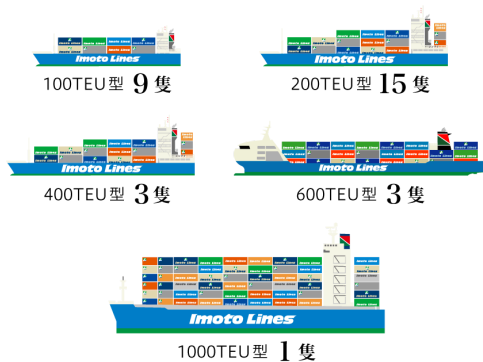 Imoto Lines
100TEU型 9隻
Imoto Lines
200TEU型 15隻
Imoto Lines
400TEU型 3隻
Imoto Lines
600TEU型 3隻
Imoto Lines
1000TEU型 1隻